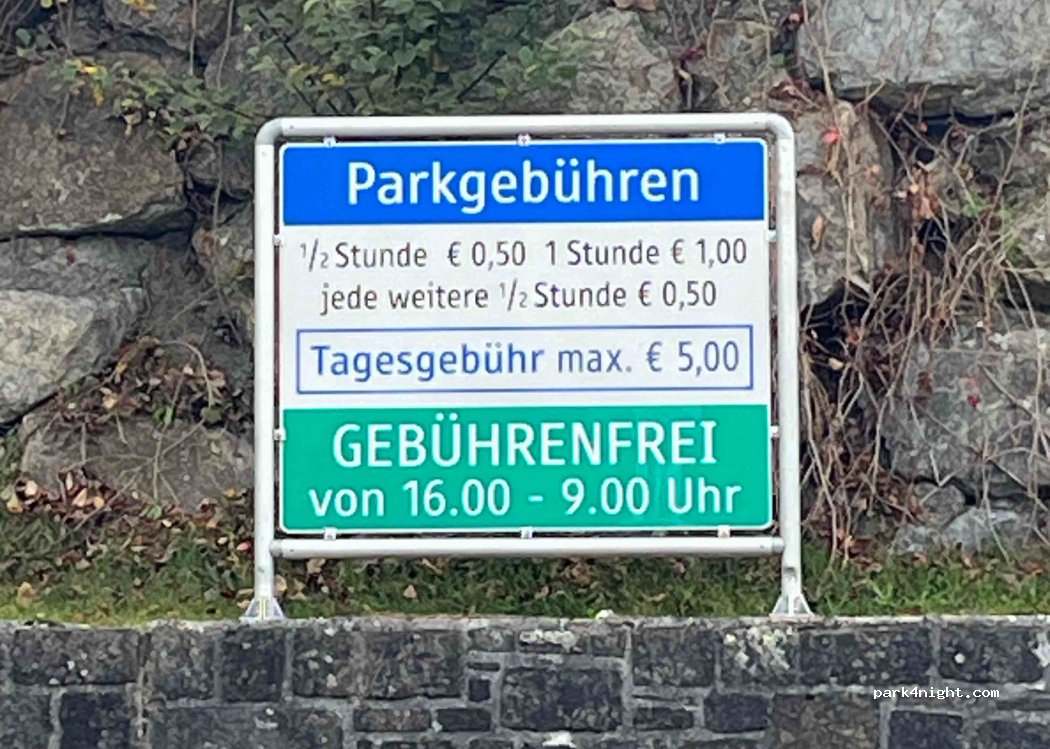 Parkgebühren
1/2 Stunde € 0,50 1 Stunde € 1,00
jede weitere 1/2 Stunde € 0,50
Tagesgebühr max. € 5,00
GEBÜHRENFREI
von 16.00 - 9.00 Uhr
park4night.com